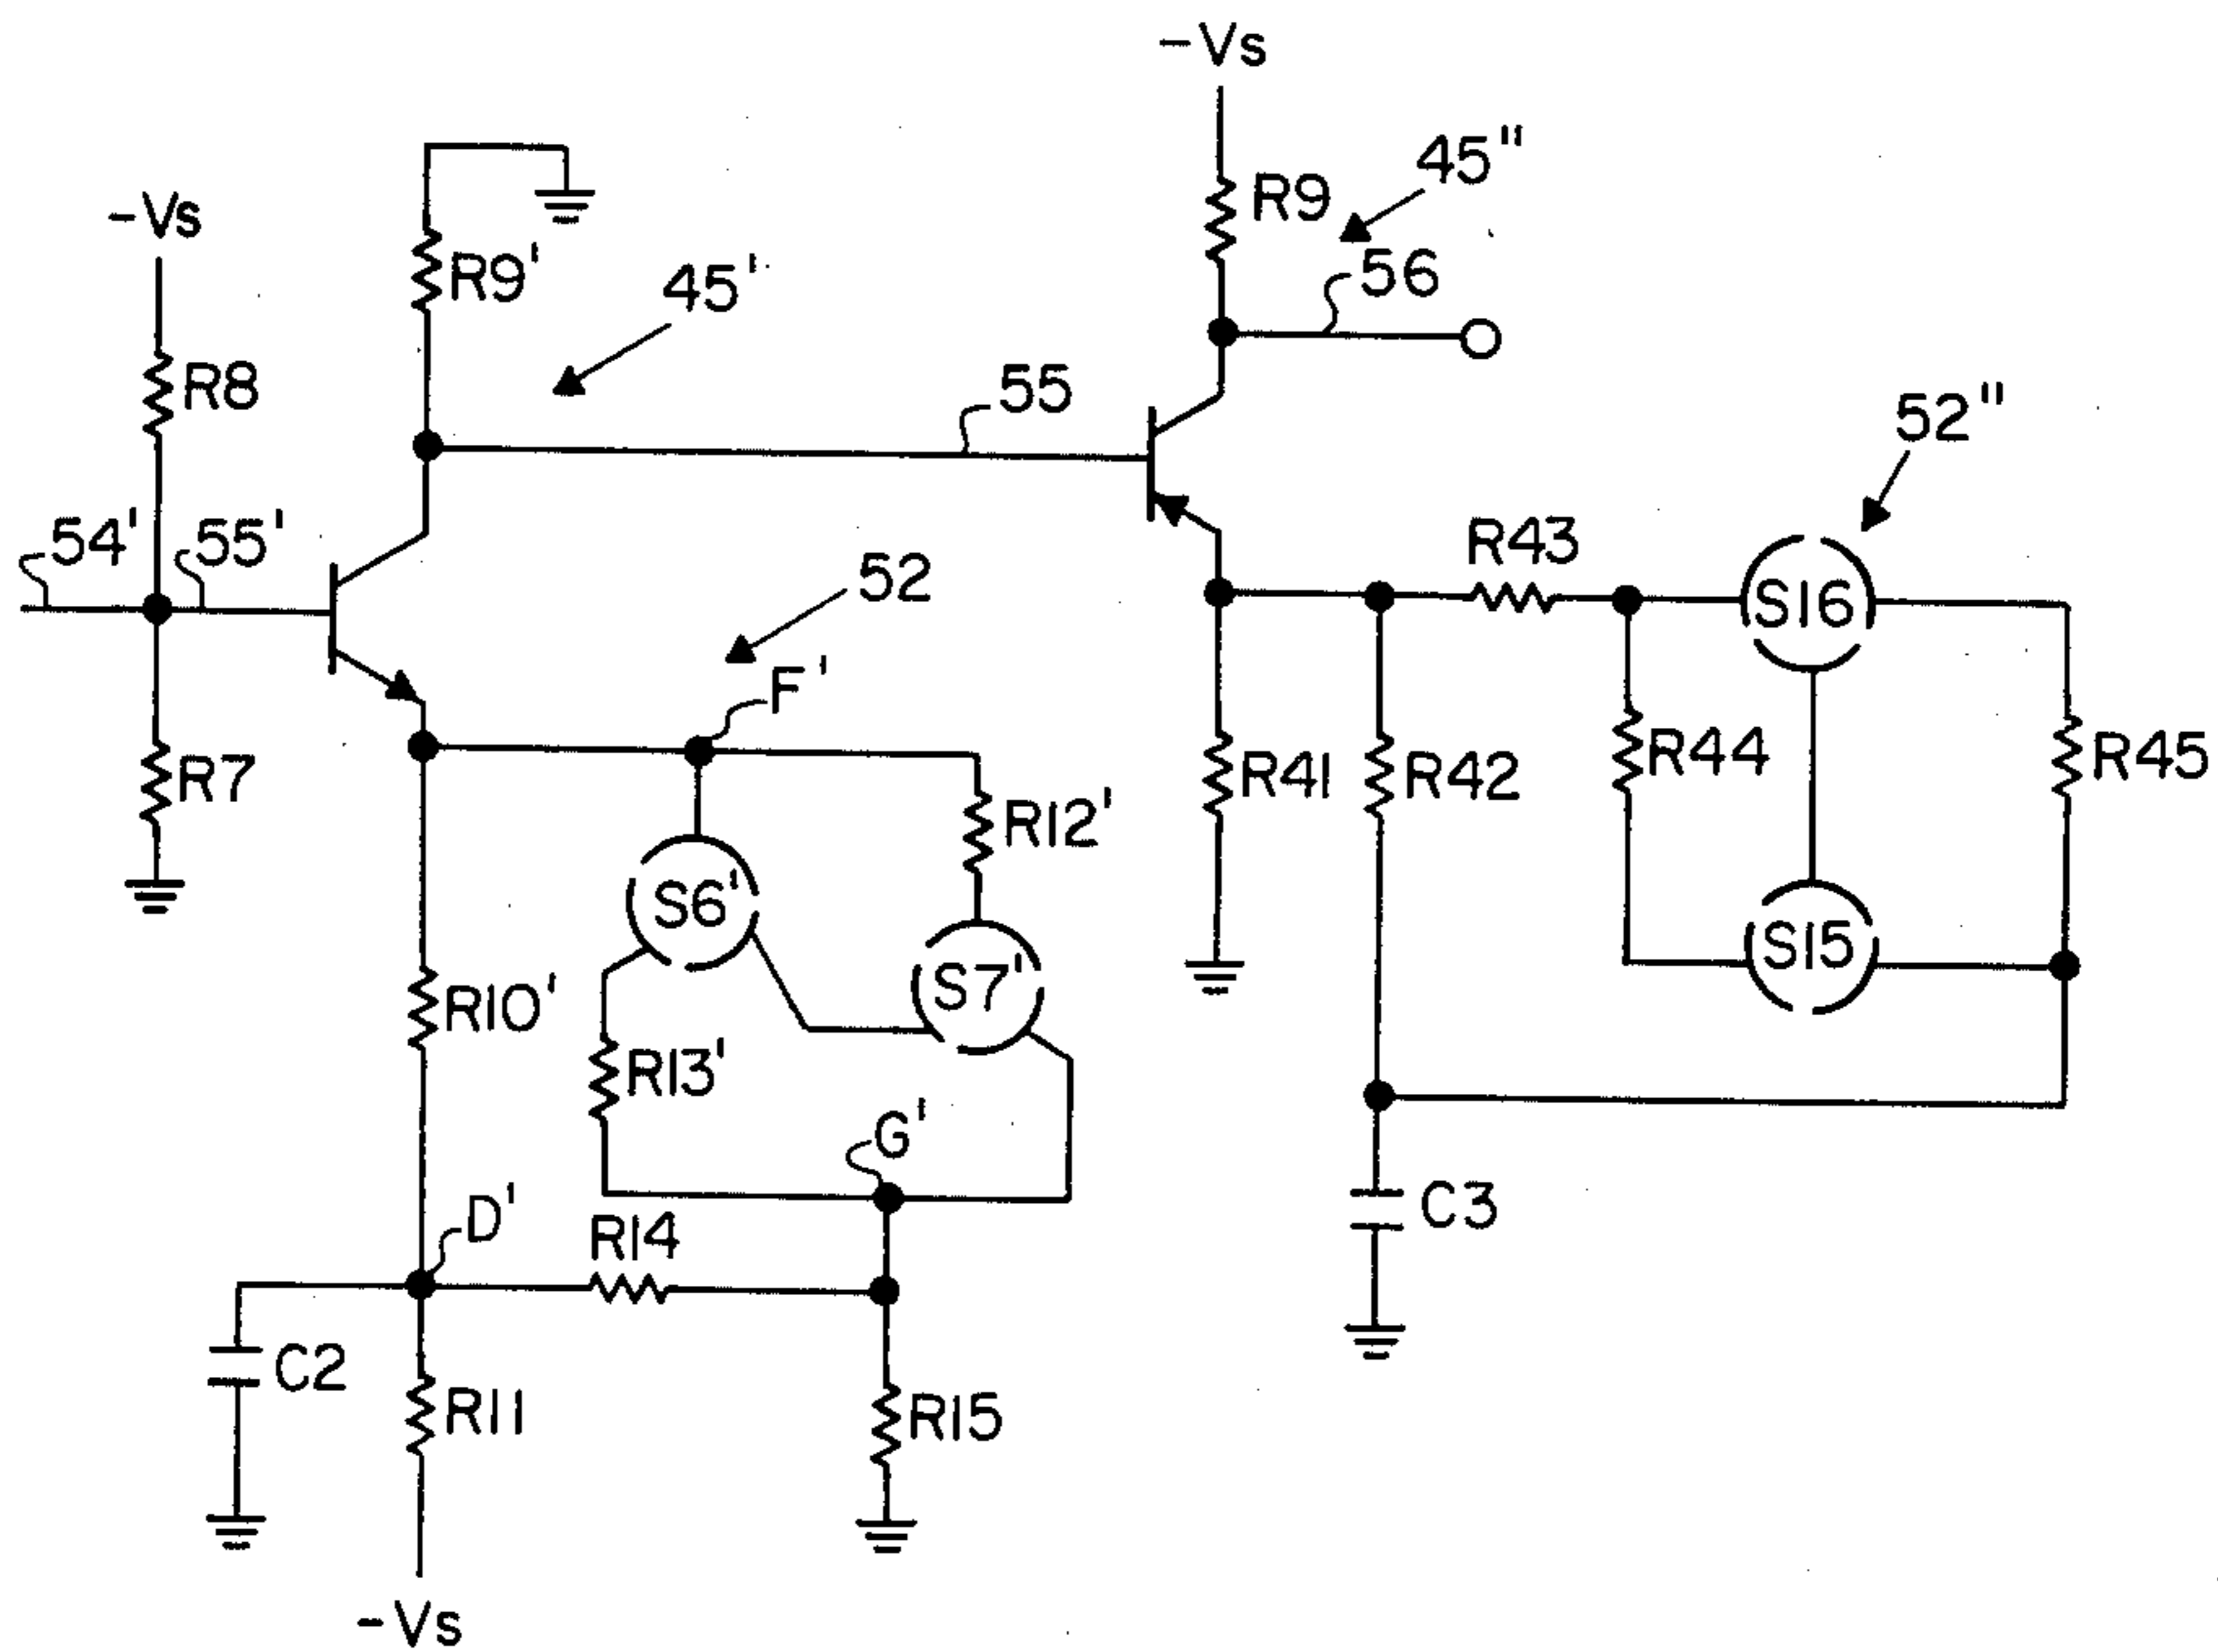 -Vs
45"
R9
-Vs
R9'
45'
56
R8
55
52"
54'
55'
R43
52
S16
F'
R7
R41
R42
R44
R45
R12'
S6'
S15
S7'
R10'
R13'
G'
D'
R14
C3
C2
R11
R15
-Vs